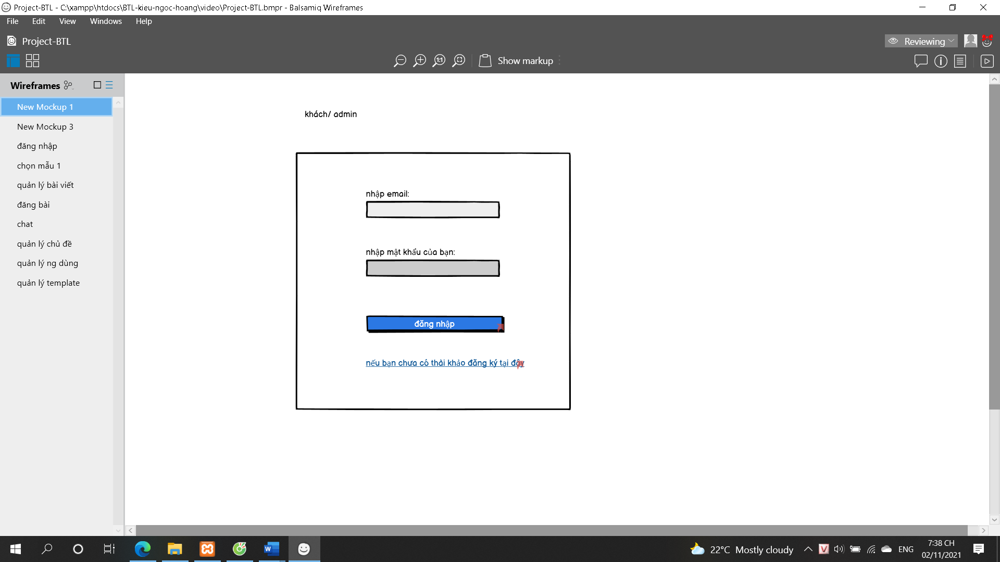 Project-BTL - C:\xampp\htdocs\BTL-kieu-ngoc-hoang\video\Project-BTL.bmpr - Balsamiq Wireframes
File Edit View Windows Help
Project-BTL
Reviewing
1:1
Show markup
Wireframes
New Mockup 1
New Mockup 3
đăng nhập
chọn mẫu 1
quản lý bài viết
đăng bài
chat
quản lý chủ đề
quản lý ng dùng
quản lý template
khách/ admin
nhập email:
nhập mật khẩu của bạn:
đăng nhập
nếu bạn chưa có thài khảo đăng ký tại đây
22°C Mostly cloudy
ENG
7:38 CH
02/11/2021